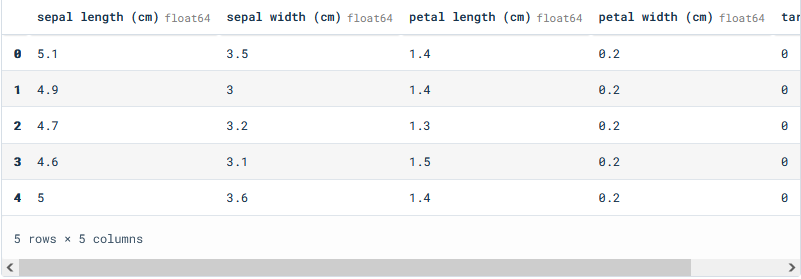 sepal length (cm) float64 sepal width (cm) float64 petal length (cm) float64 petal width (cm) float64 tar
0 5.1 3.5 1.4 0.2 0
1 4.9 3 1.4 0.2 0
2 4.7 3.2 1.3 0.2 0
3 4.6 3.1 1.5 0.2 0
4 5 3.6 1.4 0.2 0
5 rows × 5 columns